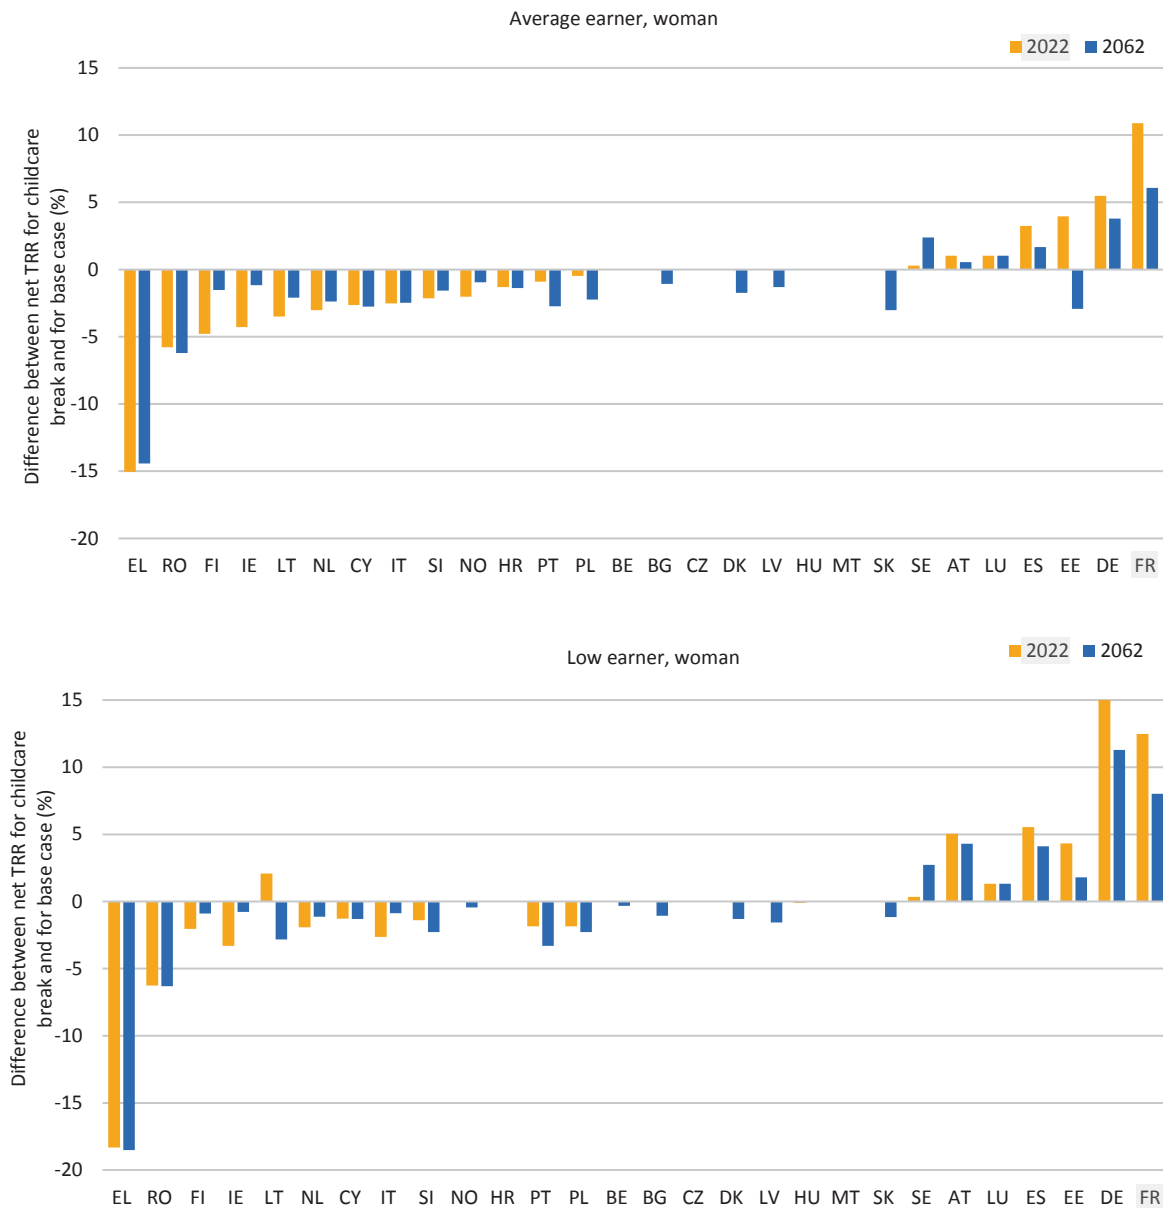 Average earner, woman
2022 2062
Difference between net TRR for childcare
break and for base case (%)
15
10
5
0
-5
-10
-15
-20
EL RO FI IE LT NL CY IT SI NO HR PT PL BE BG CZ DK LV HU MT SK SE AT LU ES EE DE FR
Low earner, woman
2022 2062
Difference between net TRR for childcare
break and for base case (%)
15
10
5
0
-5
-10
-15
-20
EL RO FI IE LT NL CY IT SI NO HR PT PL BE BG CZ DK LV HU MT SK SE AT LU ES EE DE FR